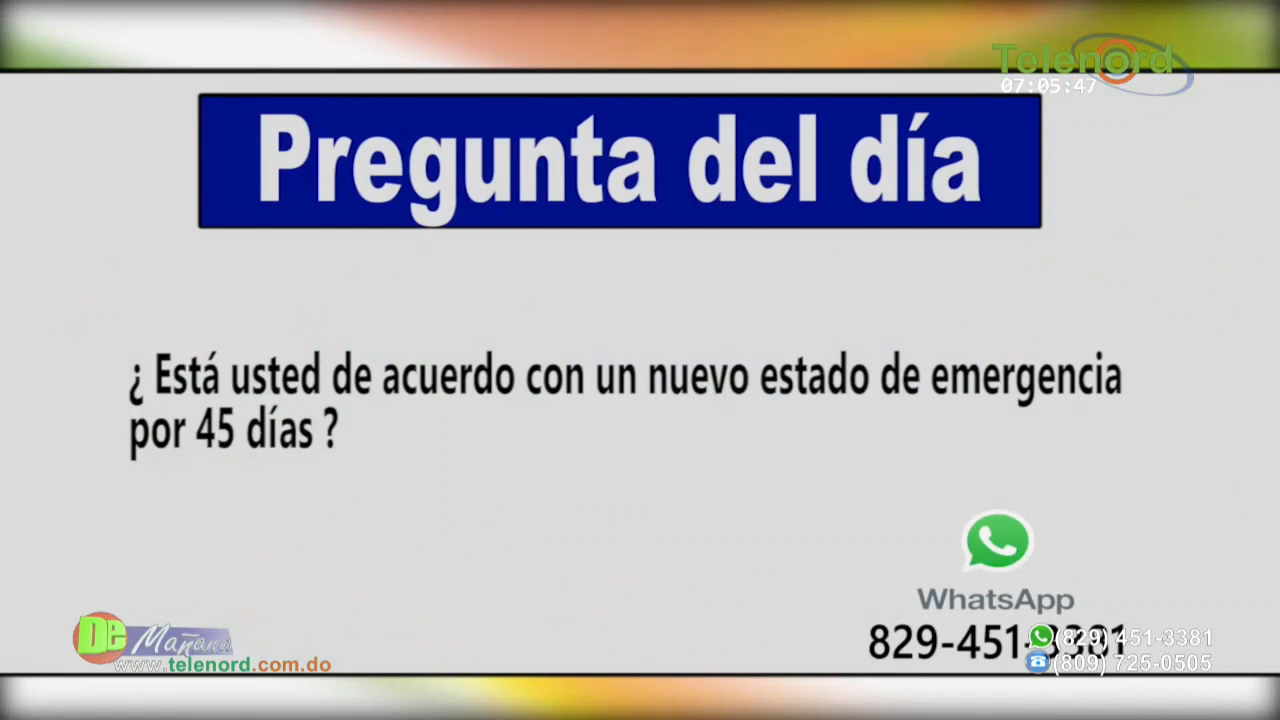 Telenord
07:05:47
Pregunta del día
¿ Está usted de acuerdo con un nuevo estado de emergencia
por 45 días ?
WhatsApp
829-451-3381
(829) 451-3381
(809) 725-0505
De Mañana
www.telenord.com.do